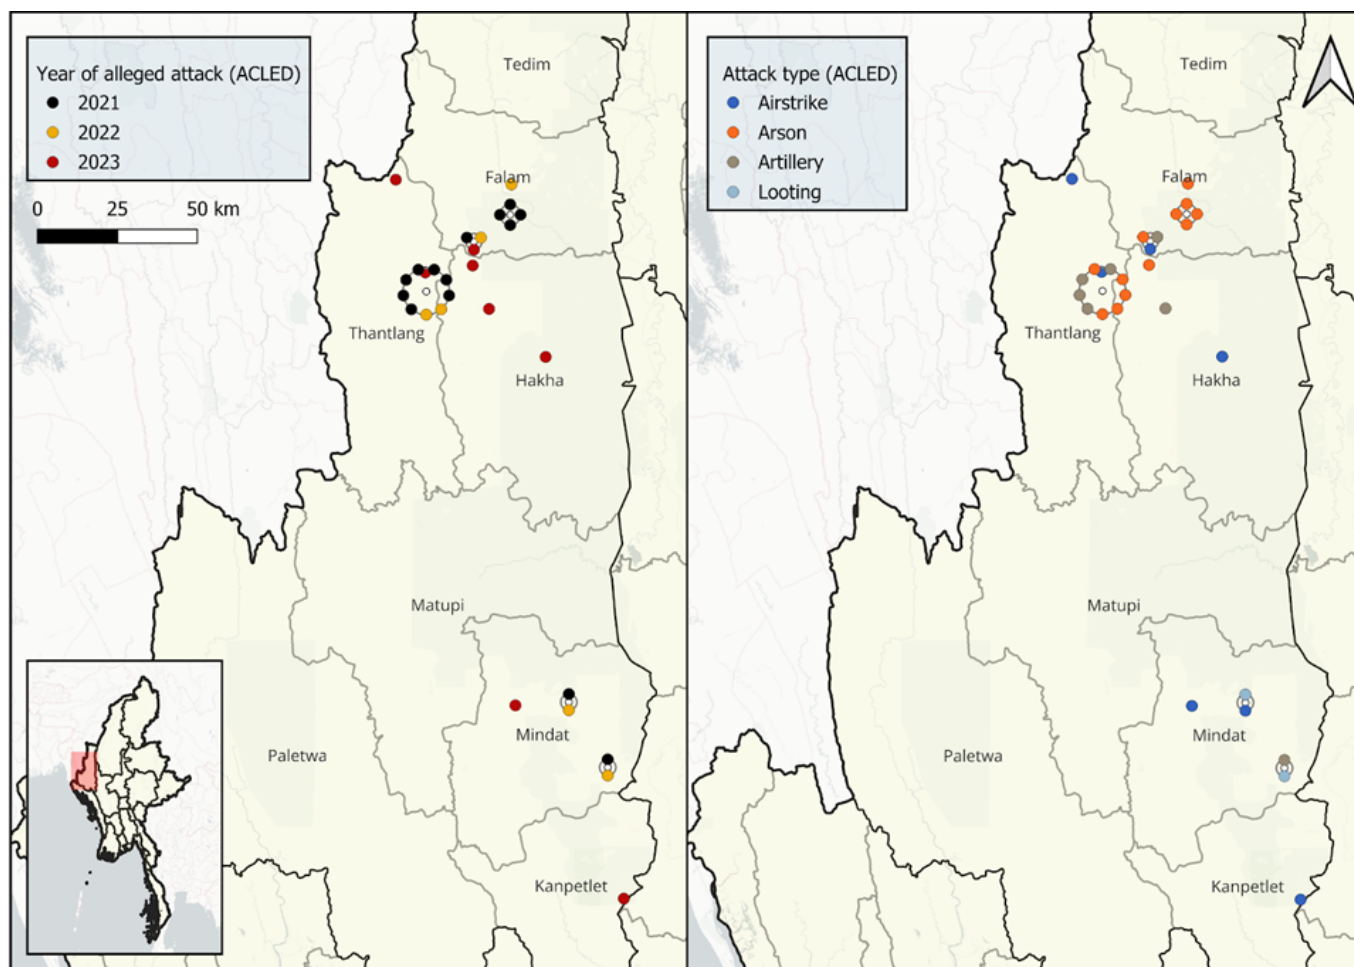 Year of alleged attack (ACLED)
2021
2022
2023
0 25 50 km
Tedim
Falam
Thantlang
Hakha
Matupi
Mindat
Paletwa
Kanpetlet
Attack type (ACLED)
Airstrike
Arson
Artillery
Looting
Tedim
Falam
Thantlang
Hakha
Matupi
Mindat
Paletwa
Kanpetlet